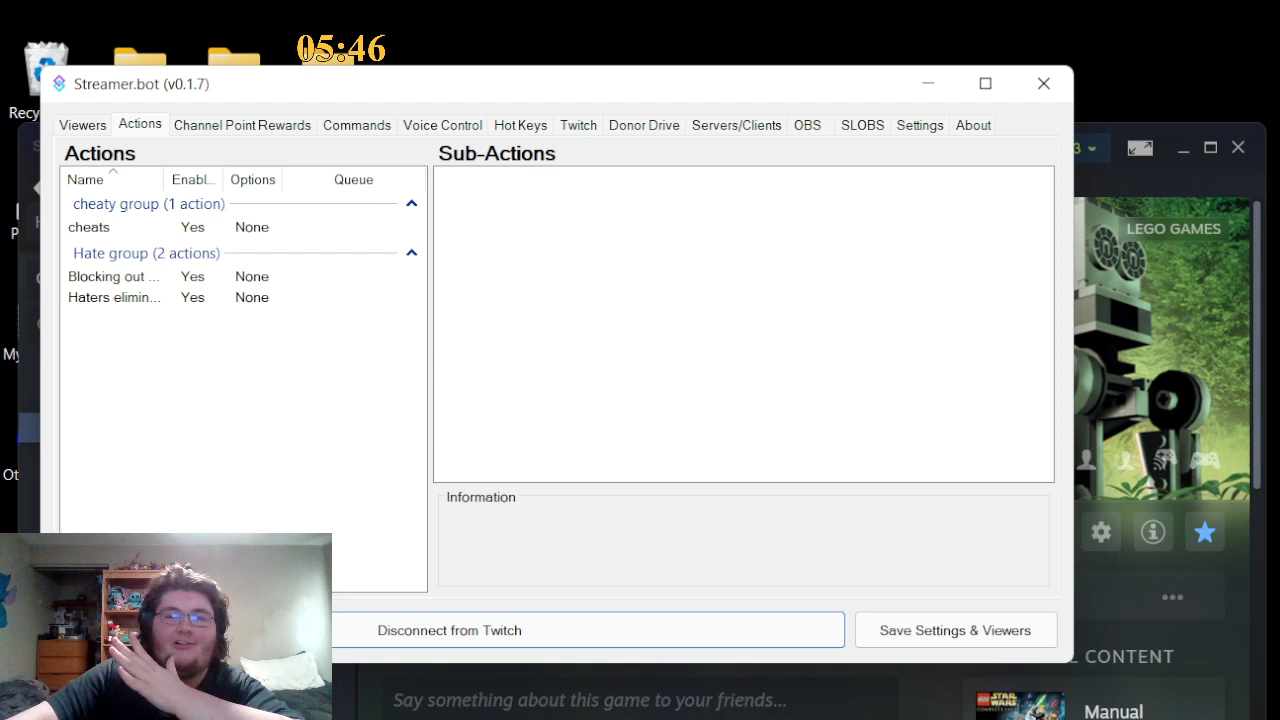 05:46
Recy
Streamer.bot (v0.1.7)
Viewers Actions Channel Point Rewards Commands Voice Control Hot Keys Twitch Donor Drive Servers/Clients OBS SLOBS Settings About
Actions
Sub-Actions
Name Enabl... Options Queue
cheaty group (1 action)
cheats Yes None
Hate group (2 actions)
Blocking out ... Yes None
Haters elimin... Yes None
Information
Disconnect from Twitch
Save Settings & Viewers
3
LEGO GAMES
My
Ot
CONTENT
Say something about this game to your friends...
STAR WARS
Manual